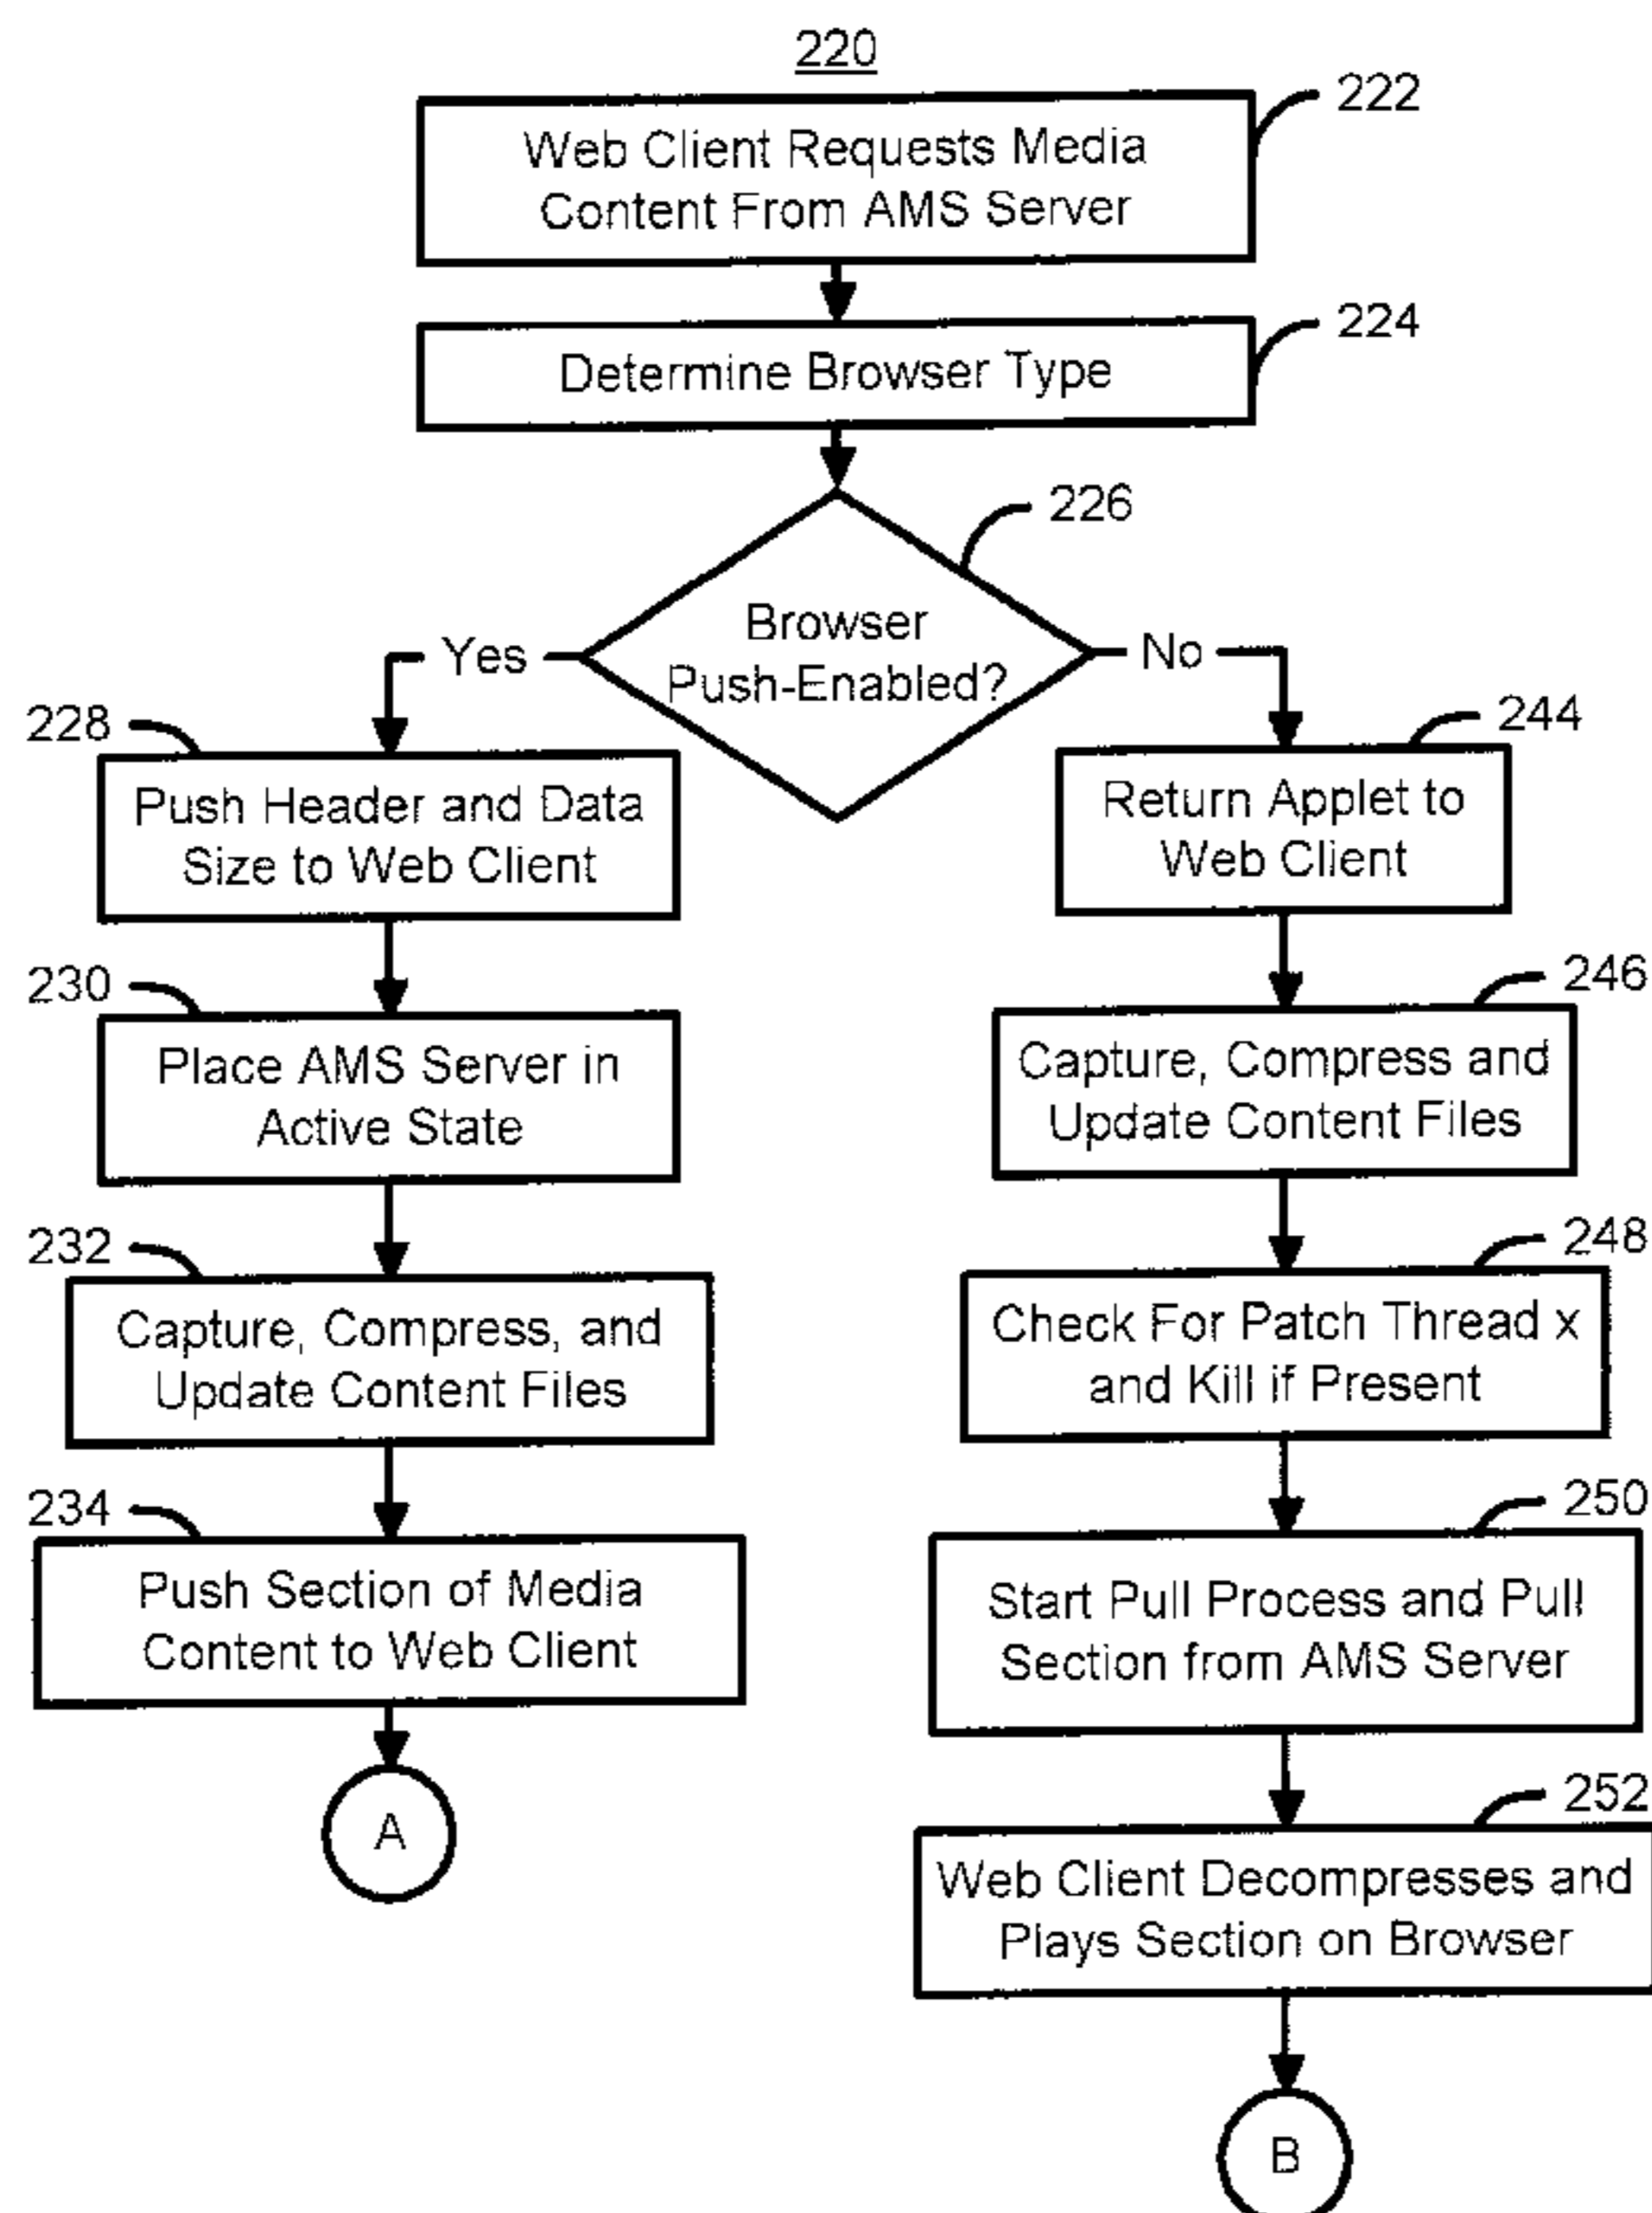 220
222
Web Client Requests Media
Content From AMS Server
224
Determine Browser Type
226
Browser
Push-Enabled?
Yes
No
228
Push Header and Data
Size to Web Client
230
Place AMS Server in
Active State
232
Capture, Compress, and
Update Content Files
234
Push Section of Media
Content to Web Client
A
244
Return Applet to
Web Client
246
Capture, Compress and
Update Content Files
248
Check For Patch Thread x
and Kill if Present
250
Start Pull Process and Pull
Section from AMS Server
252
Web Client Decompresses and
Plays Section on Browser
B